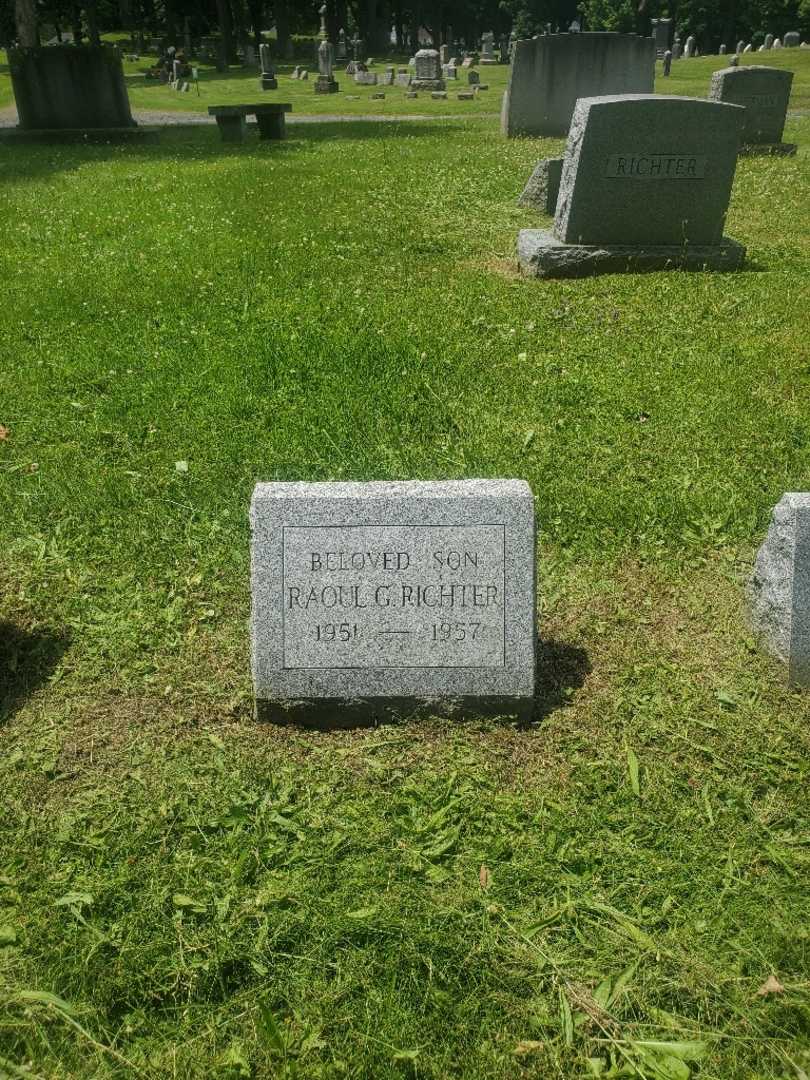 RICHTER
BELOVED SON
RAOUL G. RICHTER
1951 — 1957